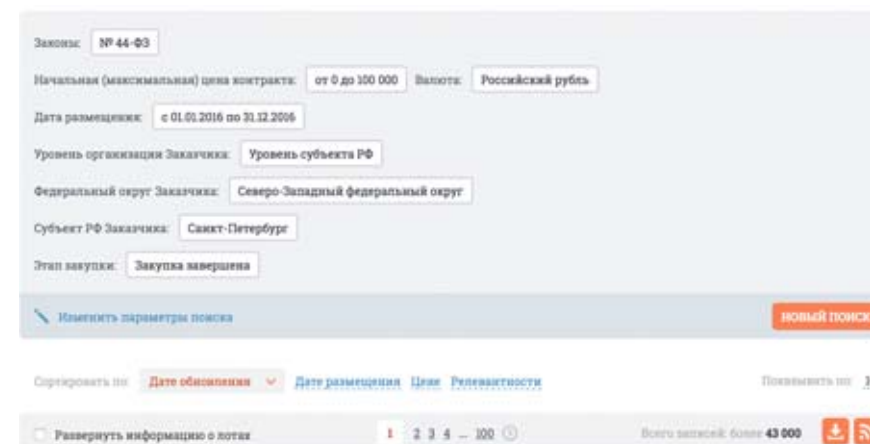 Законы: № 44-ФЗ
Начальная (максимальная) цена контракта: от 0 до 100 000 Валюта: Российский рубль
Дата размещения: с 01.01.2016 по 31.12.2016
Уровень организации Заказчика: Уровень субъекта РФ
Федеральный округ Заказчика: Северо-Западный федеральный округ
Субъект РФ Заказчика: Санкт-Петербург
Этап закупки: Закупка завершена
Изменить параметры поиска НОВЫЙ ПОИСК
Сортировать по: Дате обновления Дате размещения Цене Релевантности Показывать по:
Развернуть информацию о лотах 1 2 3 4 ... 100 Всего записей: более 43 000